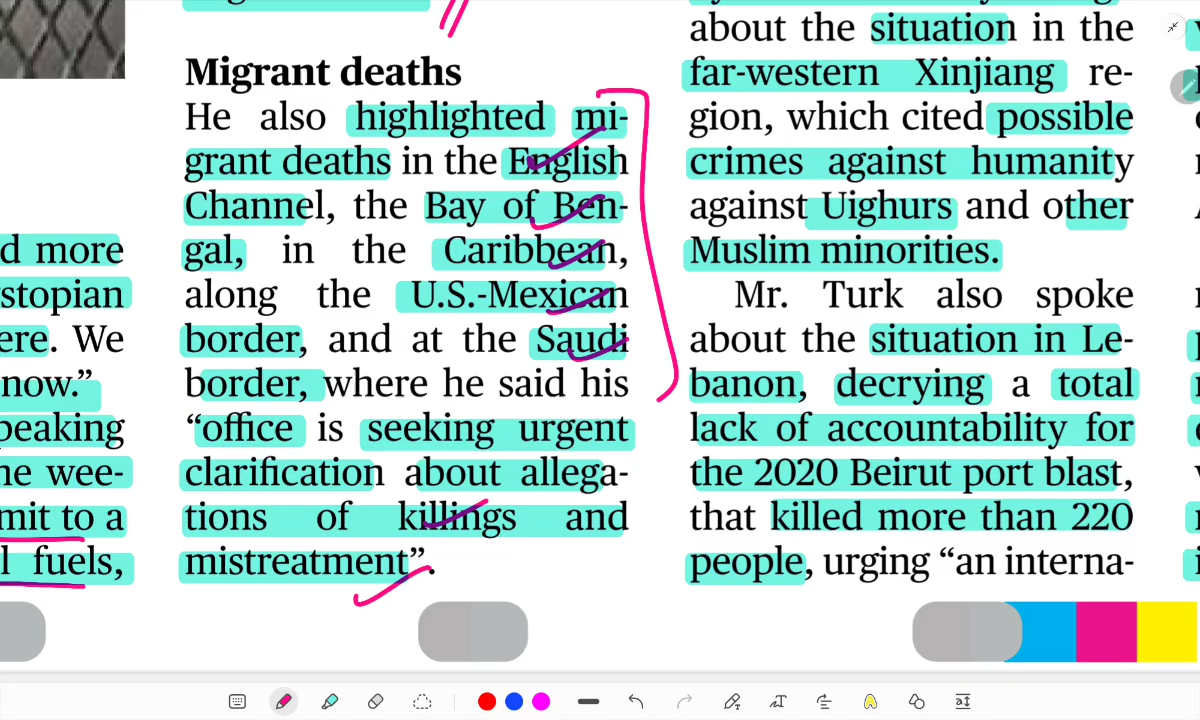 d more
stopian
ere. We
now.”
peaking
ne wee-
mit to a
l fuels,
Migrant deaths
He also highlighted mi-
grant deaths in the English
Channel, the Bay of Ben-
gal, in the Caribbean,
along the U.S.-Mexican
border, and at the Saudi
border, where he said his
“office is seeking urgent
clarification about allega-
tions of killings and
mistreatment”.
about the situation in the
far-western Xinjiang re-
gion, which cited possible
crimes against humanity
against Uighurs and other
Muslim minorities.
Mr. Turk also spoke
about the situation in Le-
banon, decrying a total
lack of accountability for
the 2020 Beirut port blast,
that killed more than 220
people, urging “an interna-